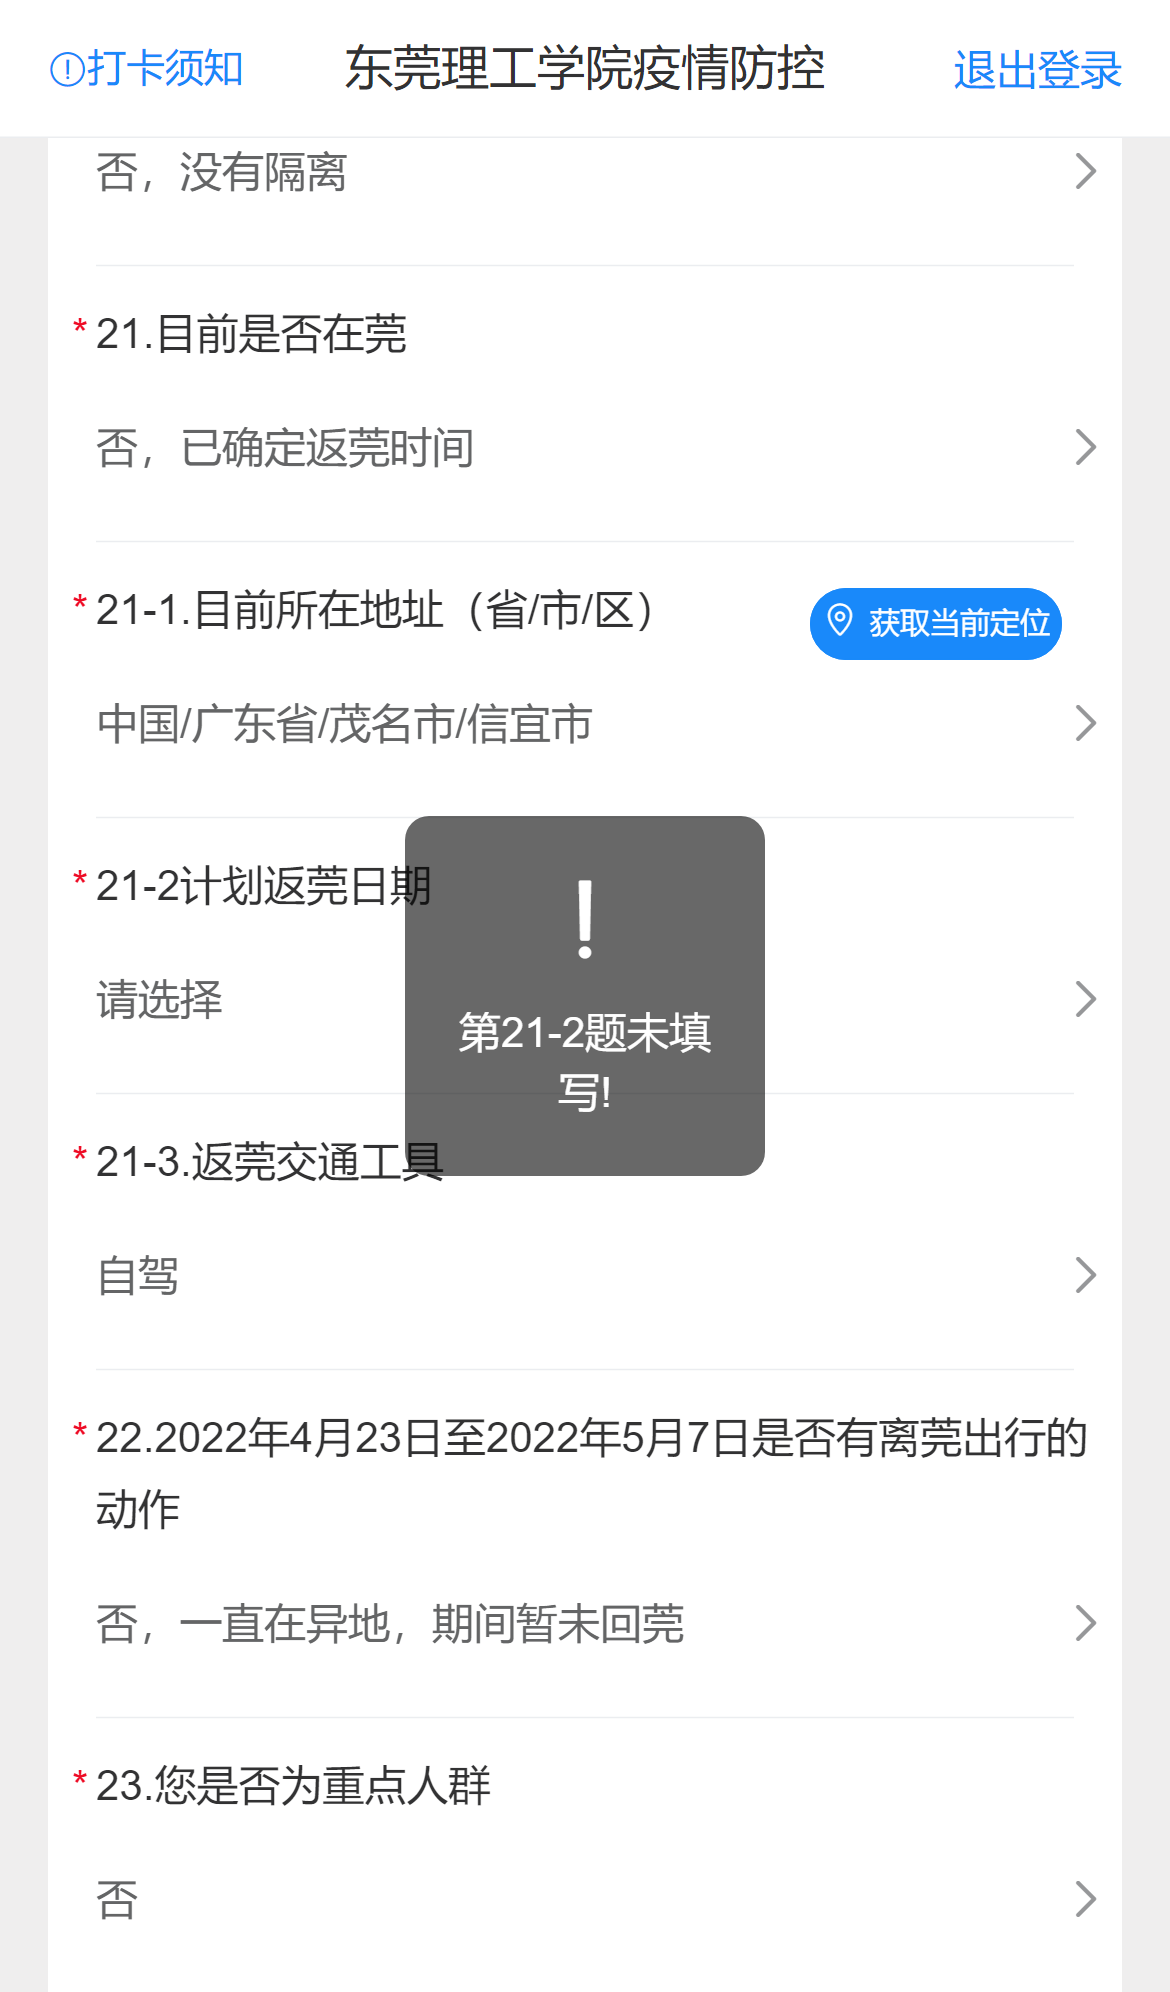 打卡须知
东莞理工学院疫情防控
退出登录
否，没有隔离
* 21.目前是否在莞
否，已确定返莞时间
* 21-1.目前所在地址（省/市/区）
获取当前定位
中国/广东省/茂名市/信宜市
* 21-2计划返莞日期
请选择
第21-2题未填
写!
* 21-3.返莞交通工具
自驾
* 22.2022年4月23日至2022年5月7日是否有离莞出行的
动作
否，一直在异地，期间暂未回莞
* 23.您是否为重点人群
否